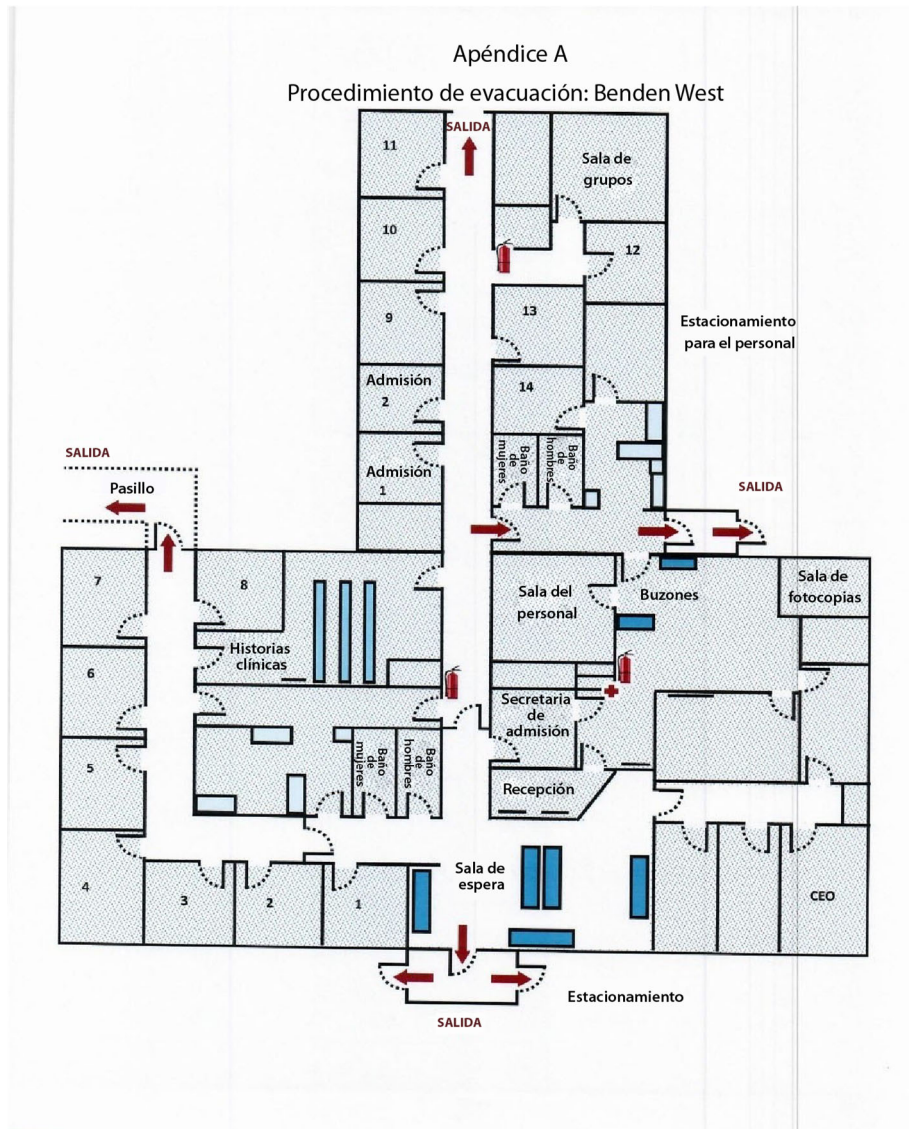 Apéndice A
Procedimiento de evacuación: Benden West
SALIDA
11
Sala de
grupos
10
12
9
13
Estacionamiento
para el personal
Admisión
2
14
Baño
de
mujeres
Baño
de
hombres
SALIDA
Admisión
1
Pasillo
SALIDA
7
8
Sala del
personal
Buzones
Sala de
fotocopias
Historias
clínicas
6
Secretaria
de
admisión
5
Baño
de
mujeres
Baño
de
hombres
Recepción
4
3
2
1
Sala de
espera
CEO
Estacionamiento
SALIDA